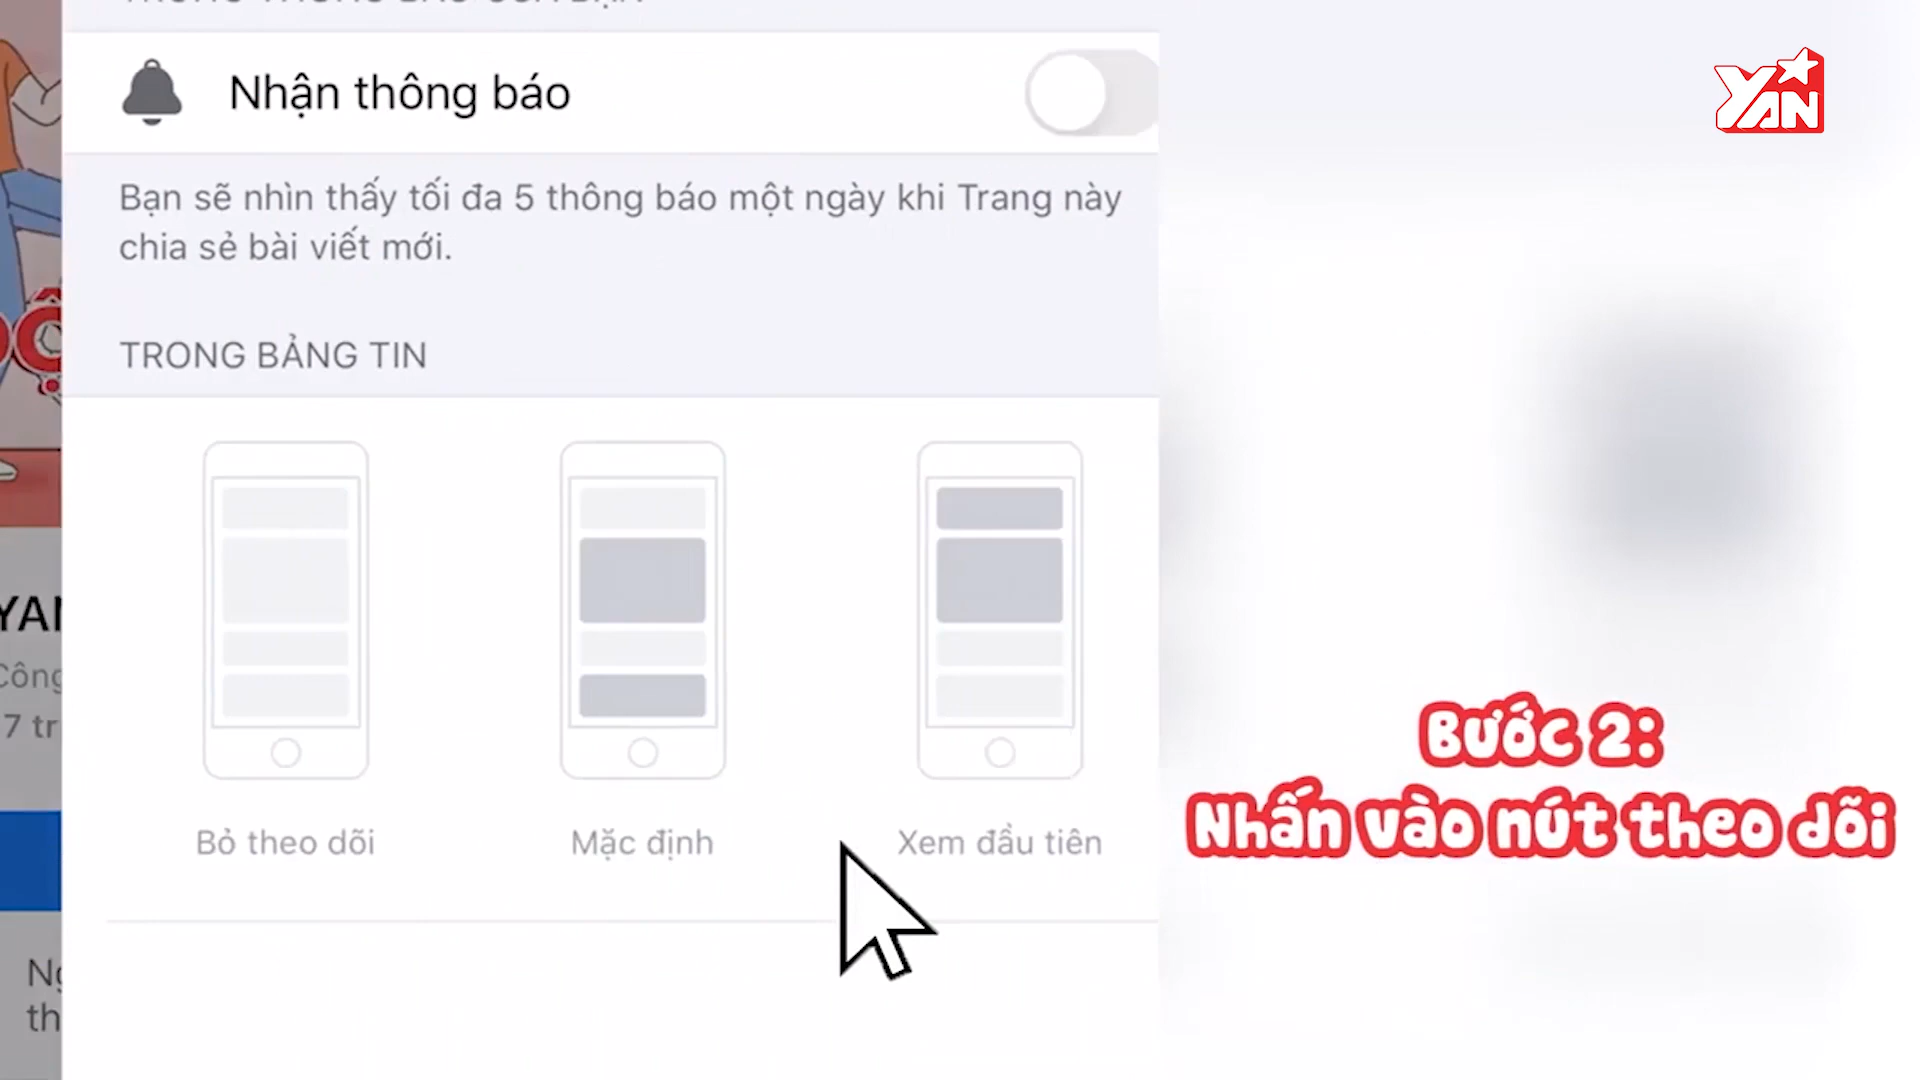 Nhận thông báo
YAN
Bạn sẽ nhìn thấy tối đa 5 thông báo một ngày khi Trang này
chia sẻ bài viết mới.
TRONG BẢNG TIN
Bỏ theo dõi
Mặc định
Xem đầu tiên
Bước 2:
Nhấn vào nút theo dõi